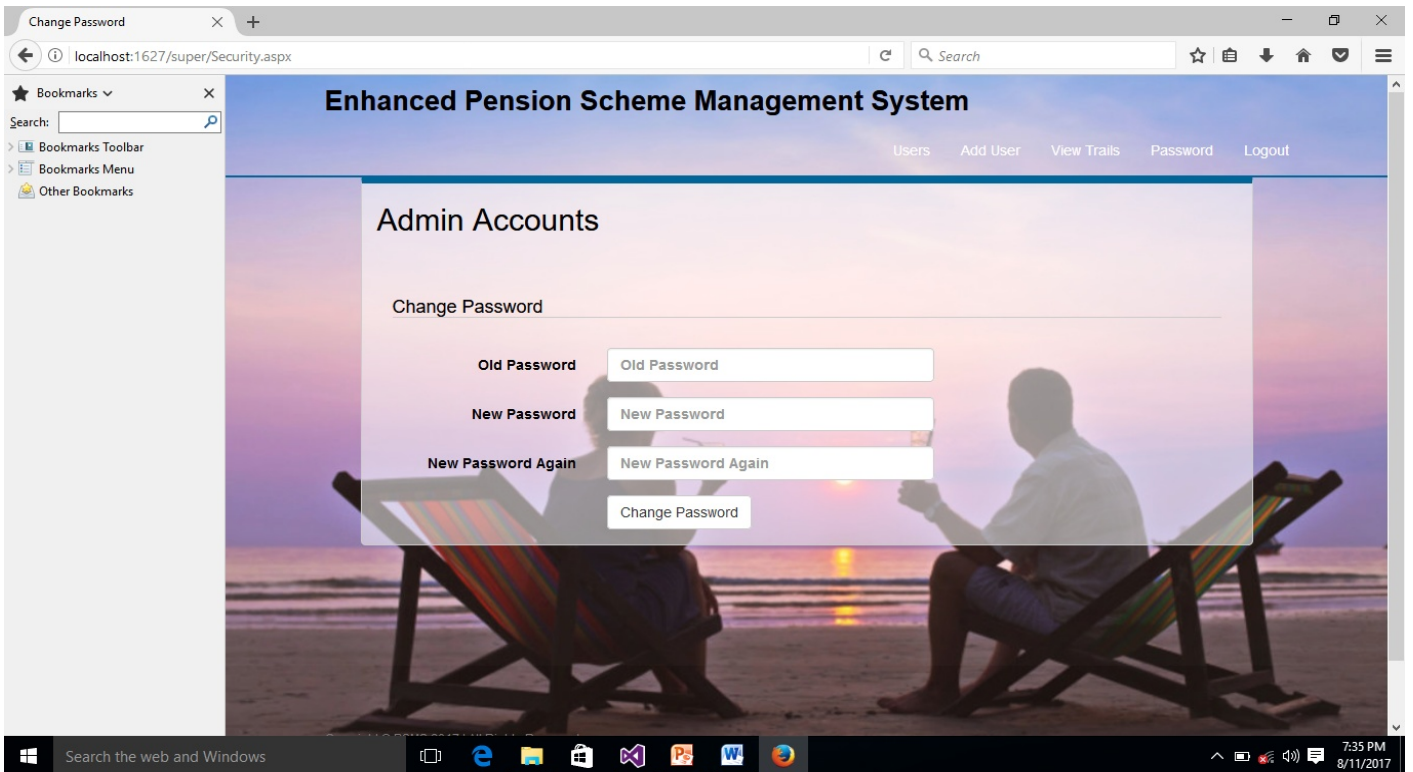 Change Password
localhost:1627/super/Security.aspx
Search
Bookmarks
Search:
Bookmarks Toolbar
Bookmarks Menu
Other Bookmarks
Enhanced Pension Scheme Management System
Users Add User View Trails Password Logout
Admin Accounts
Change Password
Old Password Old Password
New Password New Password
New Password Again New Password Again
Change Password
Search the web and Windows
7:35 PM
8/11/2017